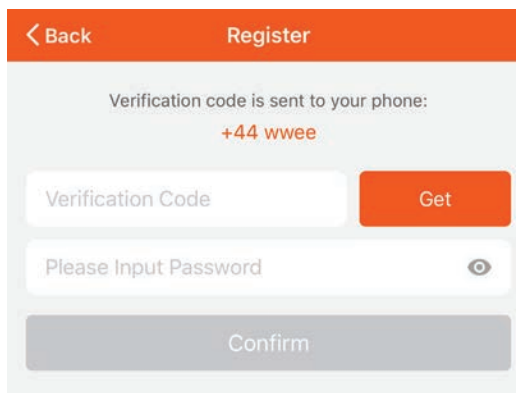 Back
Register
Verification code is sent to your phone:
+44 wwee
Verification Code
Get
Please Input Password
Confirm